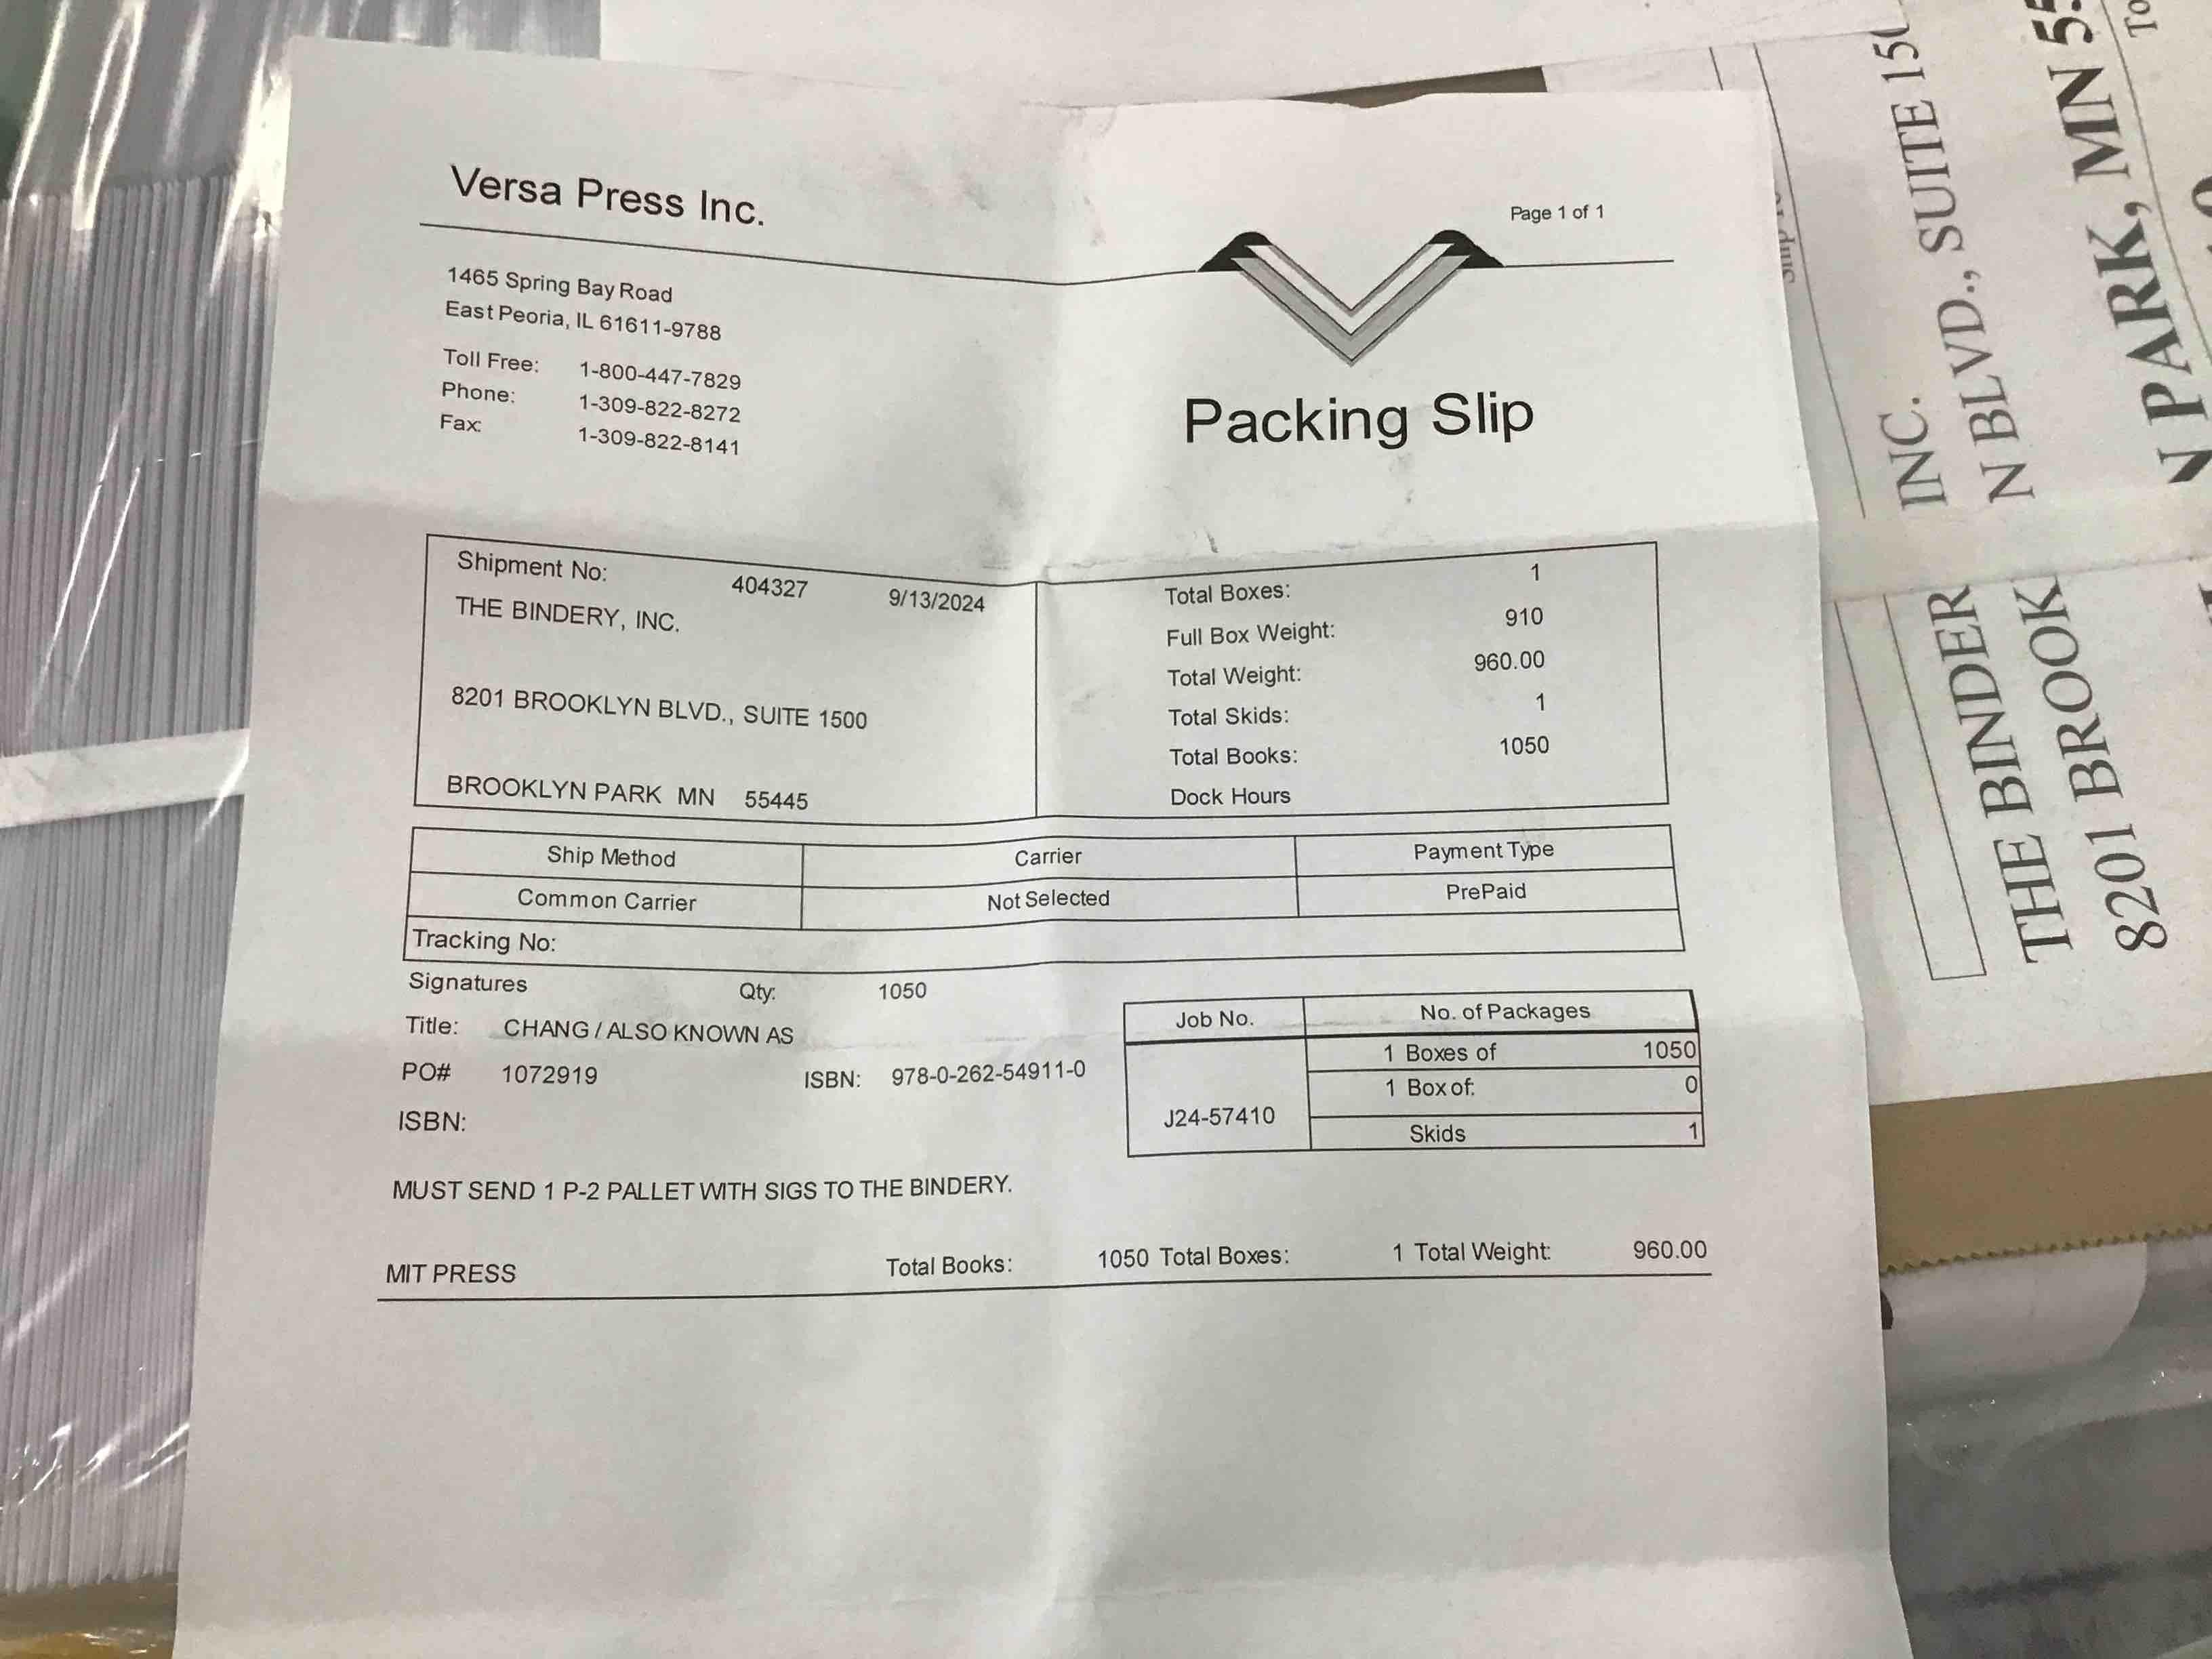 Versa Press Inc.
Page 1 of 1
1465 Spring Bay Road
East Peoria, IL 61611-9788
Toll Free: 1-800-447-7829
Phone: 1-309-822-8272
Fax: 1-309-822-8141
Packing Slip
Shipment No: 404327 9/13/2024
THE BINDERY, INC.
8201 BROOKLYN BLVD., SUITE 1500
BROOKLYN PARK MN 55445
Total Boxes: 1
Full Box Weight: 910
Total Weight: 960.00
Total Skids: 1
Total Books: 1050
Dock Hours
Ship Method Carrier Payment Type
Common Carrier Not Selected PrePaid
Tracking No:
Signatures Qty: 1050
Title: CHANG / ALSO KNOWN AS
PO# 1072919 ISBN: 978-0-262-54911-0
ISBN:
Job No. No. of Packages
J24-57410
1 Boxes of 1050
1 Box of: 0
Skids 1
MUST SEND 1 P-2 PALLET WITH SIGS TO THE BINDERY.
MIT PRESS Total Books: 1050 Total Boxes: 1 Total Weight: 960.00
THE BINDER INC.
8201 BROOK N BLVD., SUITE 150
N PARK, MN 55